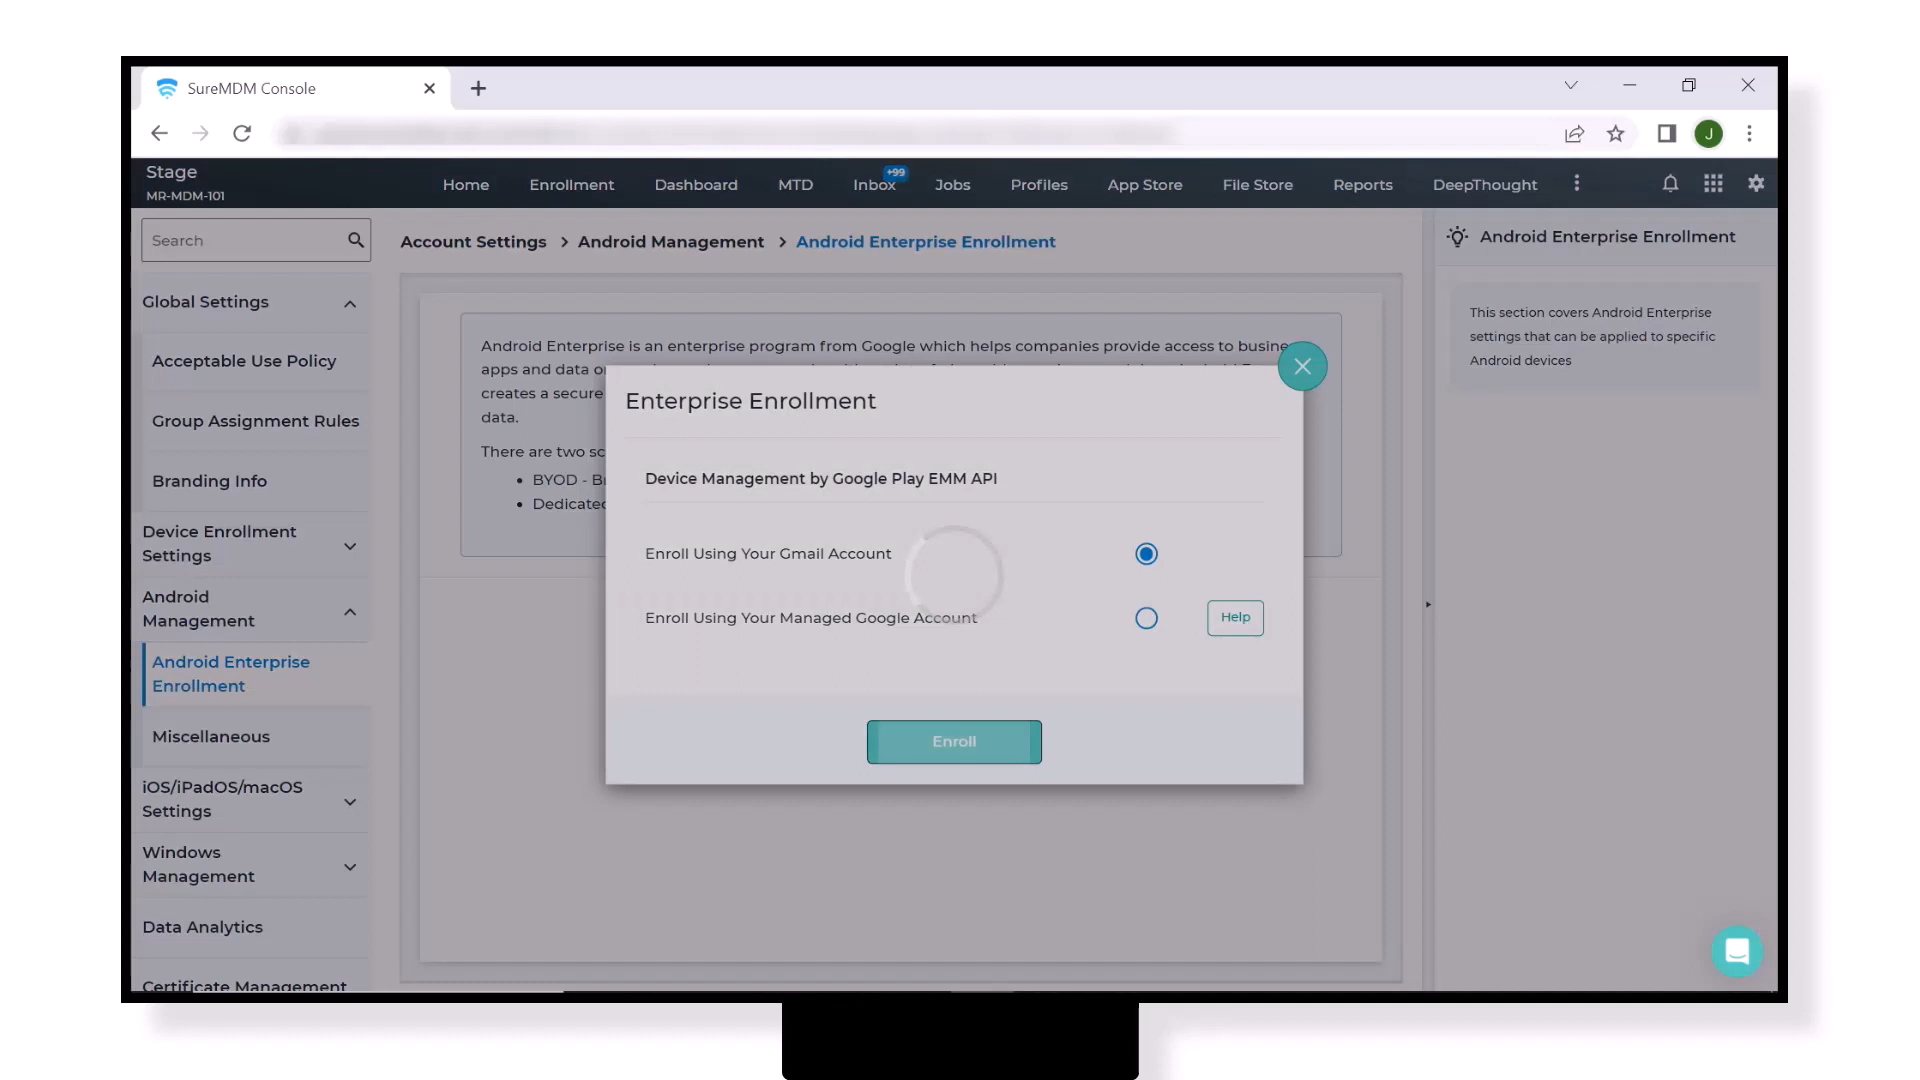 SureMDM Console
J
Stage
MR-MDM-101
Home
Enrollment
Dashboard
MTD
Inbox
+99
Jobs
Profiles
App Store
File Store
Reports
DeepThought
Search
Global Settings
Acceptable Use Policy
Group Assignment Rules
Branding Info
Device Enrollment
Settings
Android
Management
Android Enterprise
Enrollment
Miscellaneous
iOS/iPadOS/macOS
Settings
Windows
Management
Data Analytics
Certificate Management
Account Settings > Android Management > Android Enterprise Enrollment
Android Enterprise is an enterprise program from Google which helps companies provide access to
apps and data
creates a secure
data.
There are two
BYOD -
Dedicated
Enterprise Enrollment
Device Management by Google Play EMM API
Enroll Using Your Gmail Account
Enroll Using Your Managed Google Account
Help
Enroll
Android Enterprise Enrollment
This section covers Android Enterprise
settings that can be applied to specific
Android devices